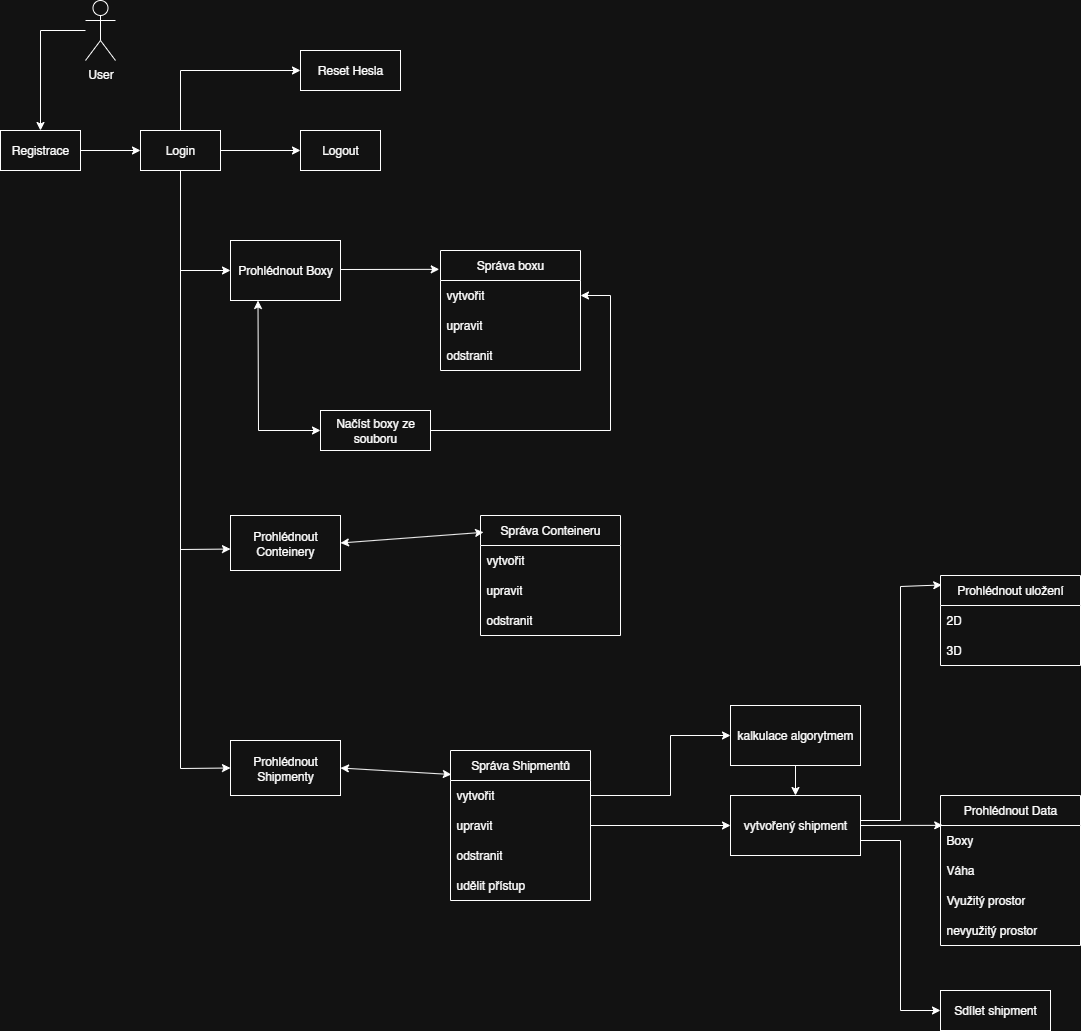 User
Reset Hesla
Registrace
Login
Logout
Prohlédnout Boxy
Správa boxu
vytvořit
upravit
odstranit
Načíst boxy ze
souboru
Prohlédnout
Conteinery
Správa Conteineru
vytvořit
upravit
odstranit
Prohlédnout uložení
2D
3D
kalkulace algorytmem
Prohlédnout
Shipmenty
Správa Shipmentů
vytvořit
upravit
odstranit
udělit přístup
vytvořený shipment
Prohlédnout Data
Boxy
Váha
Využitý prostor
nevyužitý prostor
Sdílet shipment